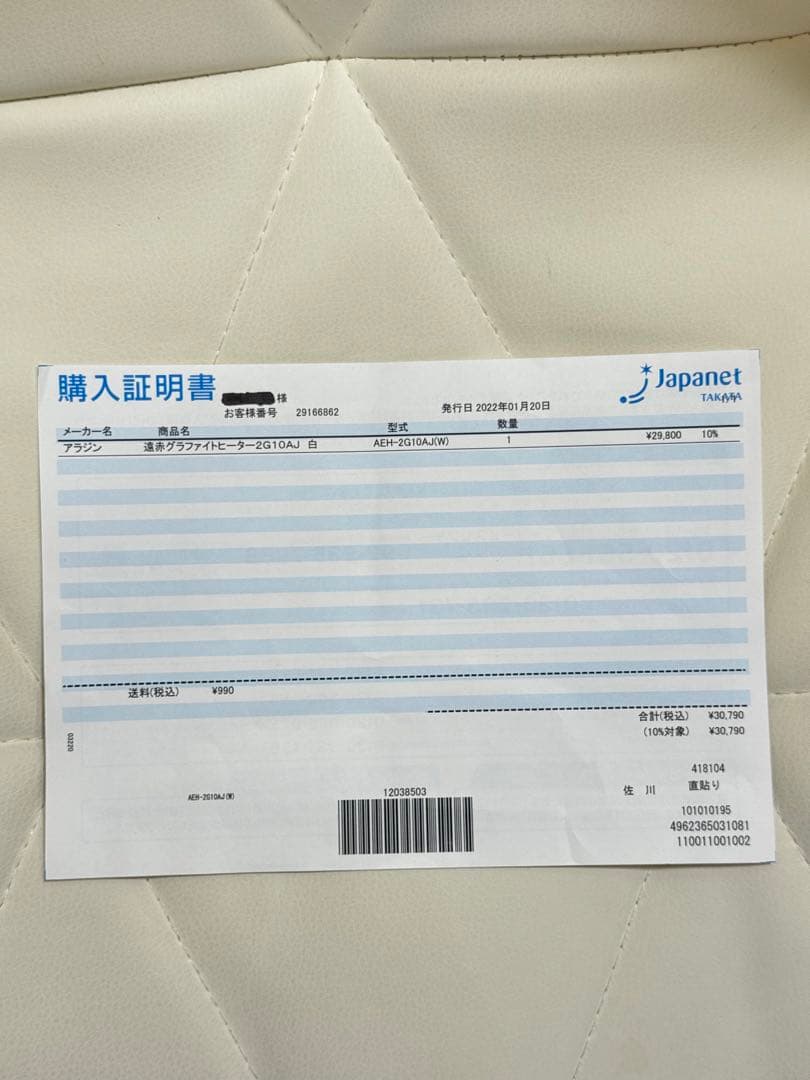 購入証明書
様
Japanet
TAKATA
お客様番号 29166862
発行日 2022年01月20日
メーカー名 商品名 型式 数量
アラジン 遠赤グラファイトヒーター2G10AJ 白 AEH-2G10AJ(W) 1 ¥29,800 10%
送料(税込) ¥990
合計(税込) ¥30,790
(10%対象) ¥30,790
03220
418104
佐 川 直貼り
AEH-2G10AJ(W)
12038503
101010195
4962365031081
110011001002